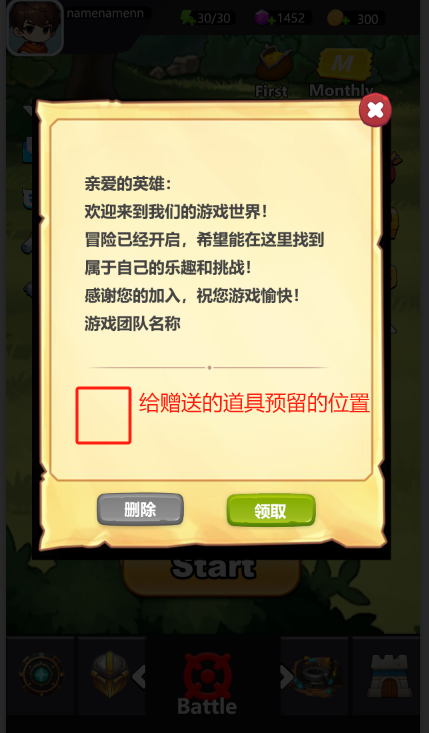 namenamenn
30/30
1452
300
M
First
Monthly
亲爱的英雄：
欢迎来到我们的游戏世界！
冒险已经开启，希望能在这里找到
属于自己的乐趣和挑战！
感谢您的加入，祝您游戏愉快！
游戏团队名称
给赠送的道具预留的位置
删除
领取
Start
Battle